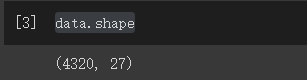 [3] data.shape
(4320, 27)